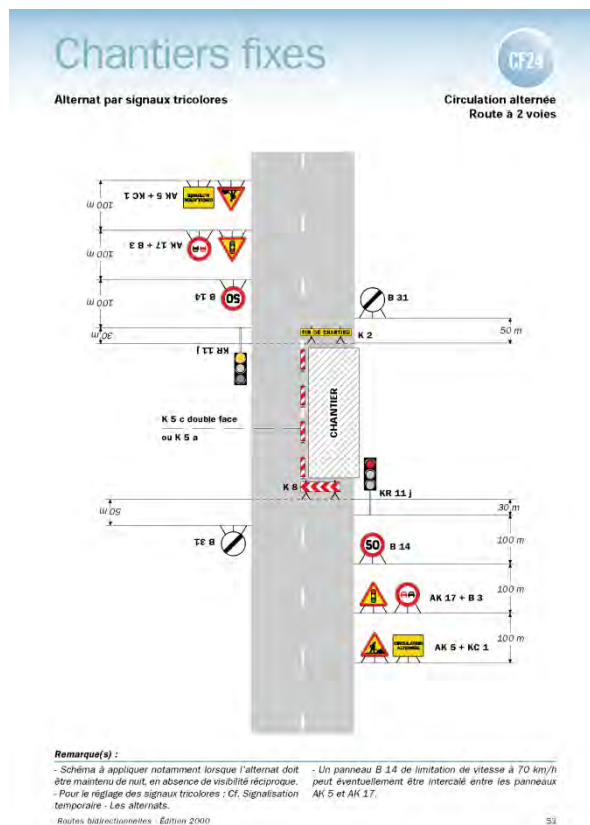 Chantiers fixes
CF24
Alternat par signaux tricolores
Circulation alternée
Route à 2 voies
100 m
AK 5 + KC 1
CIRCULATION
ALTERNÉE
100 m
AK 17 + B 3
100 m
B 14
50
B 31
30 m
KR 11 j
FIN DE CHANTIER
K 2
50 m
K 5 c double face
ou K 5 a
CHANTIER
K 8
KR 11 j
50 m
30 m
B 31
50
B 14
100 m
AK 17 + B 3
100 m
CIRCULATION
ALTERNÉE
AK 5 + KC 1
100 m
Remarque(s) :
- Schéma à appliquer notamment lorsque l'alternat doit
être maintenu de nuit, en absence de visibilité réciproque.
- Pour le réglage des signaux tricolores : Cf. Signalisation
temporaire - Les alternats.
- Un panneau B 14 de limitation de vitesse à 70 km/h
peut éventuellement être intercalé entre les panneaux
AK 5 et AK 17.
Routes bidirectionnelles - Édition 2000
53